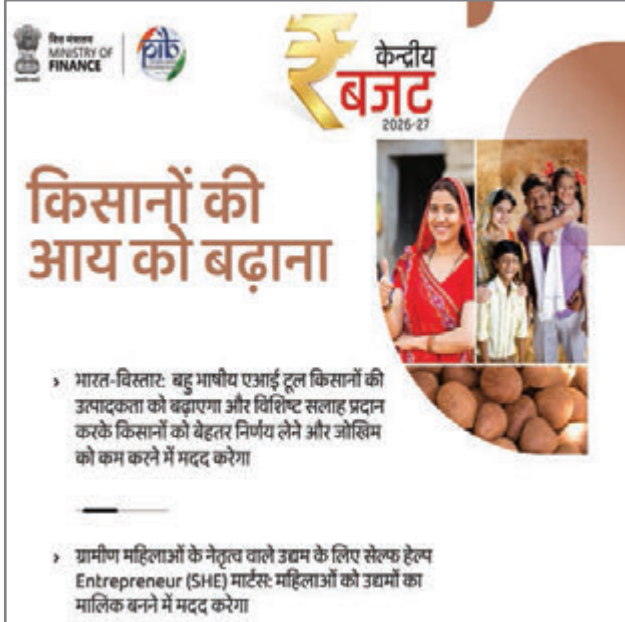 वित्त मंत्रालय
MINISTRY OF
FINANCE
pib
केन्द्रीय
बजट
2026-27
किसानों की
आय को बढ़ाना
› भारत-विस्तार: बहु भाषीय एआई टूल किसानों की
उत्पादकता को बढ़ाएगा और विशिष्ट सलाह प्रदान
करके किसानों को बेहतर निर्णय लेने और जोखिम
को कम करने में मदद करेगा
› ग्रामीण महिलाओं के नेतृत्व वाले उद्यम के लिए सेल्फ हेल्प
Entrepreneur (SHE) मार्टस: महिलाओं को उद्यमों का
मालिक बनने में मदद करेगा